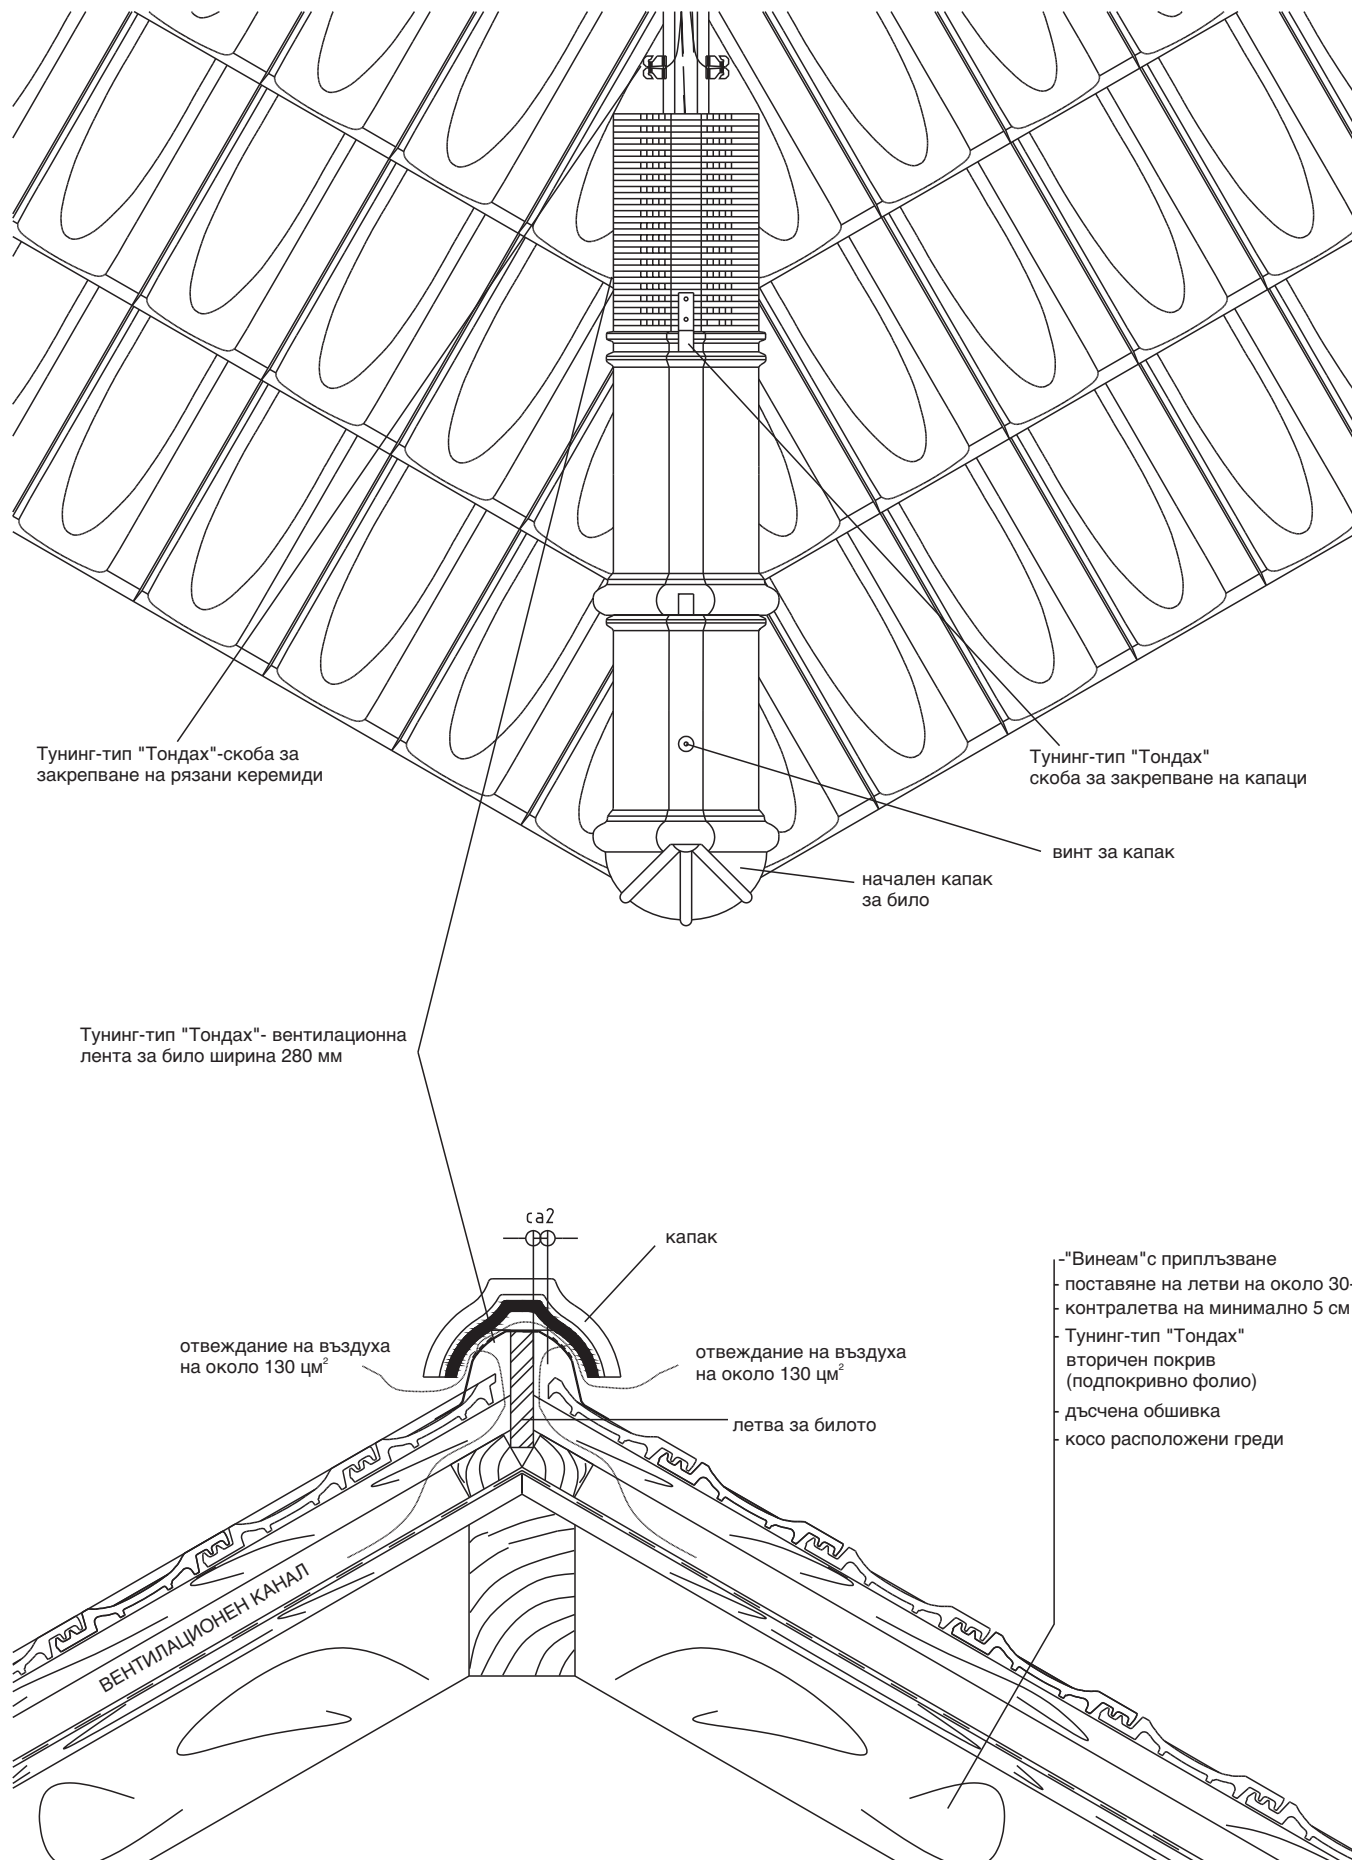 Тунинг-тип "Тондах"-скоба за
закрепване на рязани керемиди
Тунинг-тип "Тондах"
скоба за закрепване на капаци
винт за капак
начален капак
за било
Тунинг-тип "Тондах"- вентилационна
лента за било ширина 280 мм
ca2
капак
отвеждание на въздуха
на около 130 цм²
отвеждание на въздуха
на около 130 цм²
летва за билото
-"Винеам"с приплъзване
- поставяне на летви на около 30-
- контралетва на минимално 5 см
- Тунинг-тип "Тондах"
вторичен покрив
(подпокривно фолио)
- дъсчена обшивка
- косо расположени греди
ВЕНТИЛАЦИОНЕН КАНАЛ